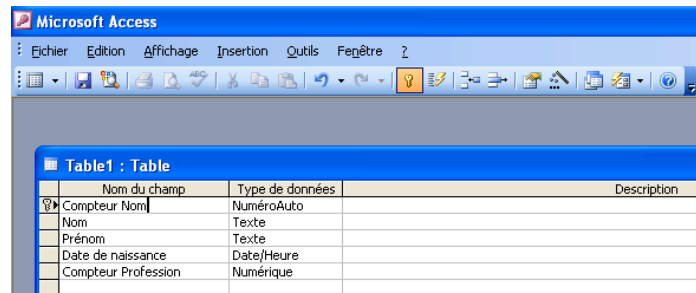 Microsoft Access
Fichier Edition Affichage Insertion Outils Fenêtre ?
ABC
Table1 : Table
Nom du champ Type de données Description
Compteur Nom NuméroAuto
Nom Texte
Prénom Texte
Date de naissance Date/Heure
Compteur Profession Numérique